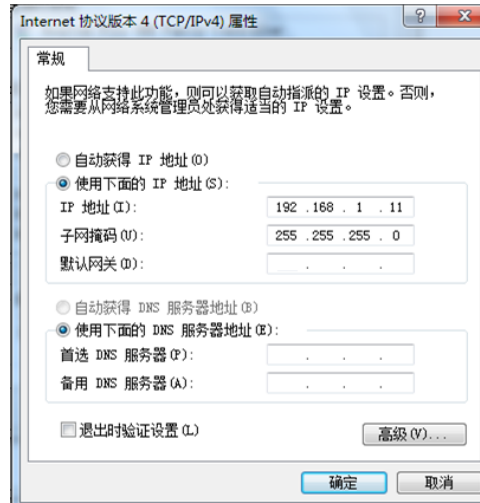 Internet 协议版本 4 (TCP/IPv4) 属性
常规
如果网络支持此功能，则可以获取自动指派的 IP 设置。否则，
您需要从网络系统管理员处获得适当的 IP 设置。
自动获得 IP 地址(O)
使用下面的 IP 地址(S):
IP 地址(I): 192 .168 . 1 . 11
子网掩码(U): 255 .255 .255 . 0
默认网关(D): . . .
自动获得 DNS 服务器地址(B)
使用下面的 DNS 服务器地址(E):
首选 DNS 服务器(P): . . .
备用 DNS 服务器(A): . . .
退出时验证设置(L)
高级(V)...
确定 取消